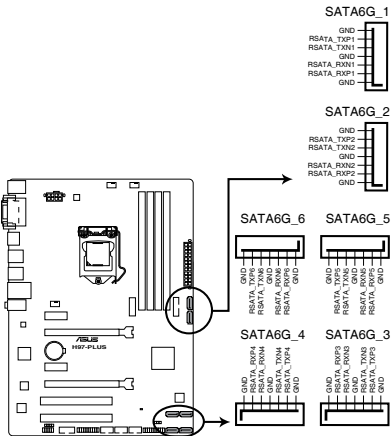 SATA6G_1
GND
RSATA_TXP1
RSATA_TXN1
GND
RSATA_RXN1
RSATA_RXP1
GND
SATA6G_2
GND
RSATA_TXP2
RSATA_TXN2
GND
RSATA_RXN2
RSATA_RXP2
GND
SATA6G_6
GND
RSATA_TXP6
RSATA_TXN6
GND
RSATA_RXN6
RSATA_RXP6
GND
SATA6G_5
GND
RSATA_TXP5
RSATA_TXN5
GND
RSATA_RXN5
RSATA_RXP5
GND
ASUS
H97-PLUS
SATA6G_4
GND
RSATA_RXP4
RSATA_RXN4
GND
RSATA_TXN4
RSATA_TXP4
GND
SATA6G_3
GND
RSATA_RXP3
RSATA_RXN3
GND
RSATA_TXN3
RSATA_TXP3
GND